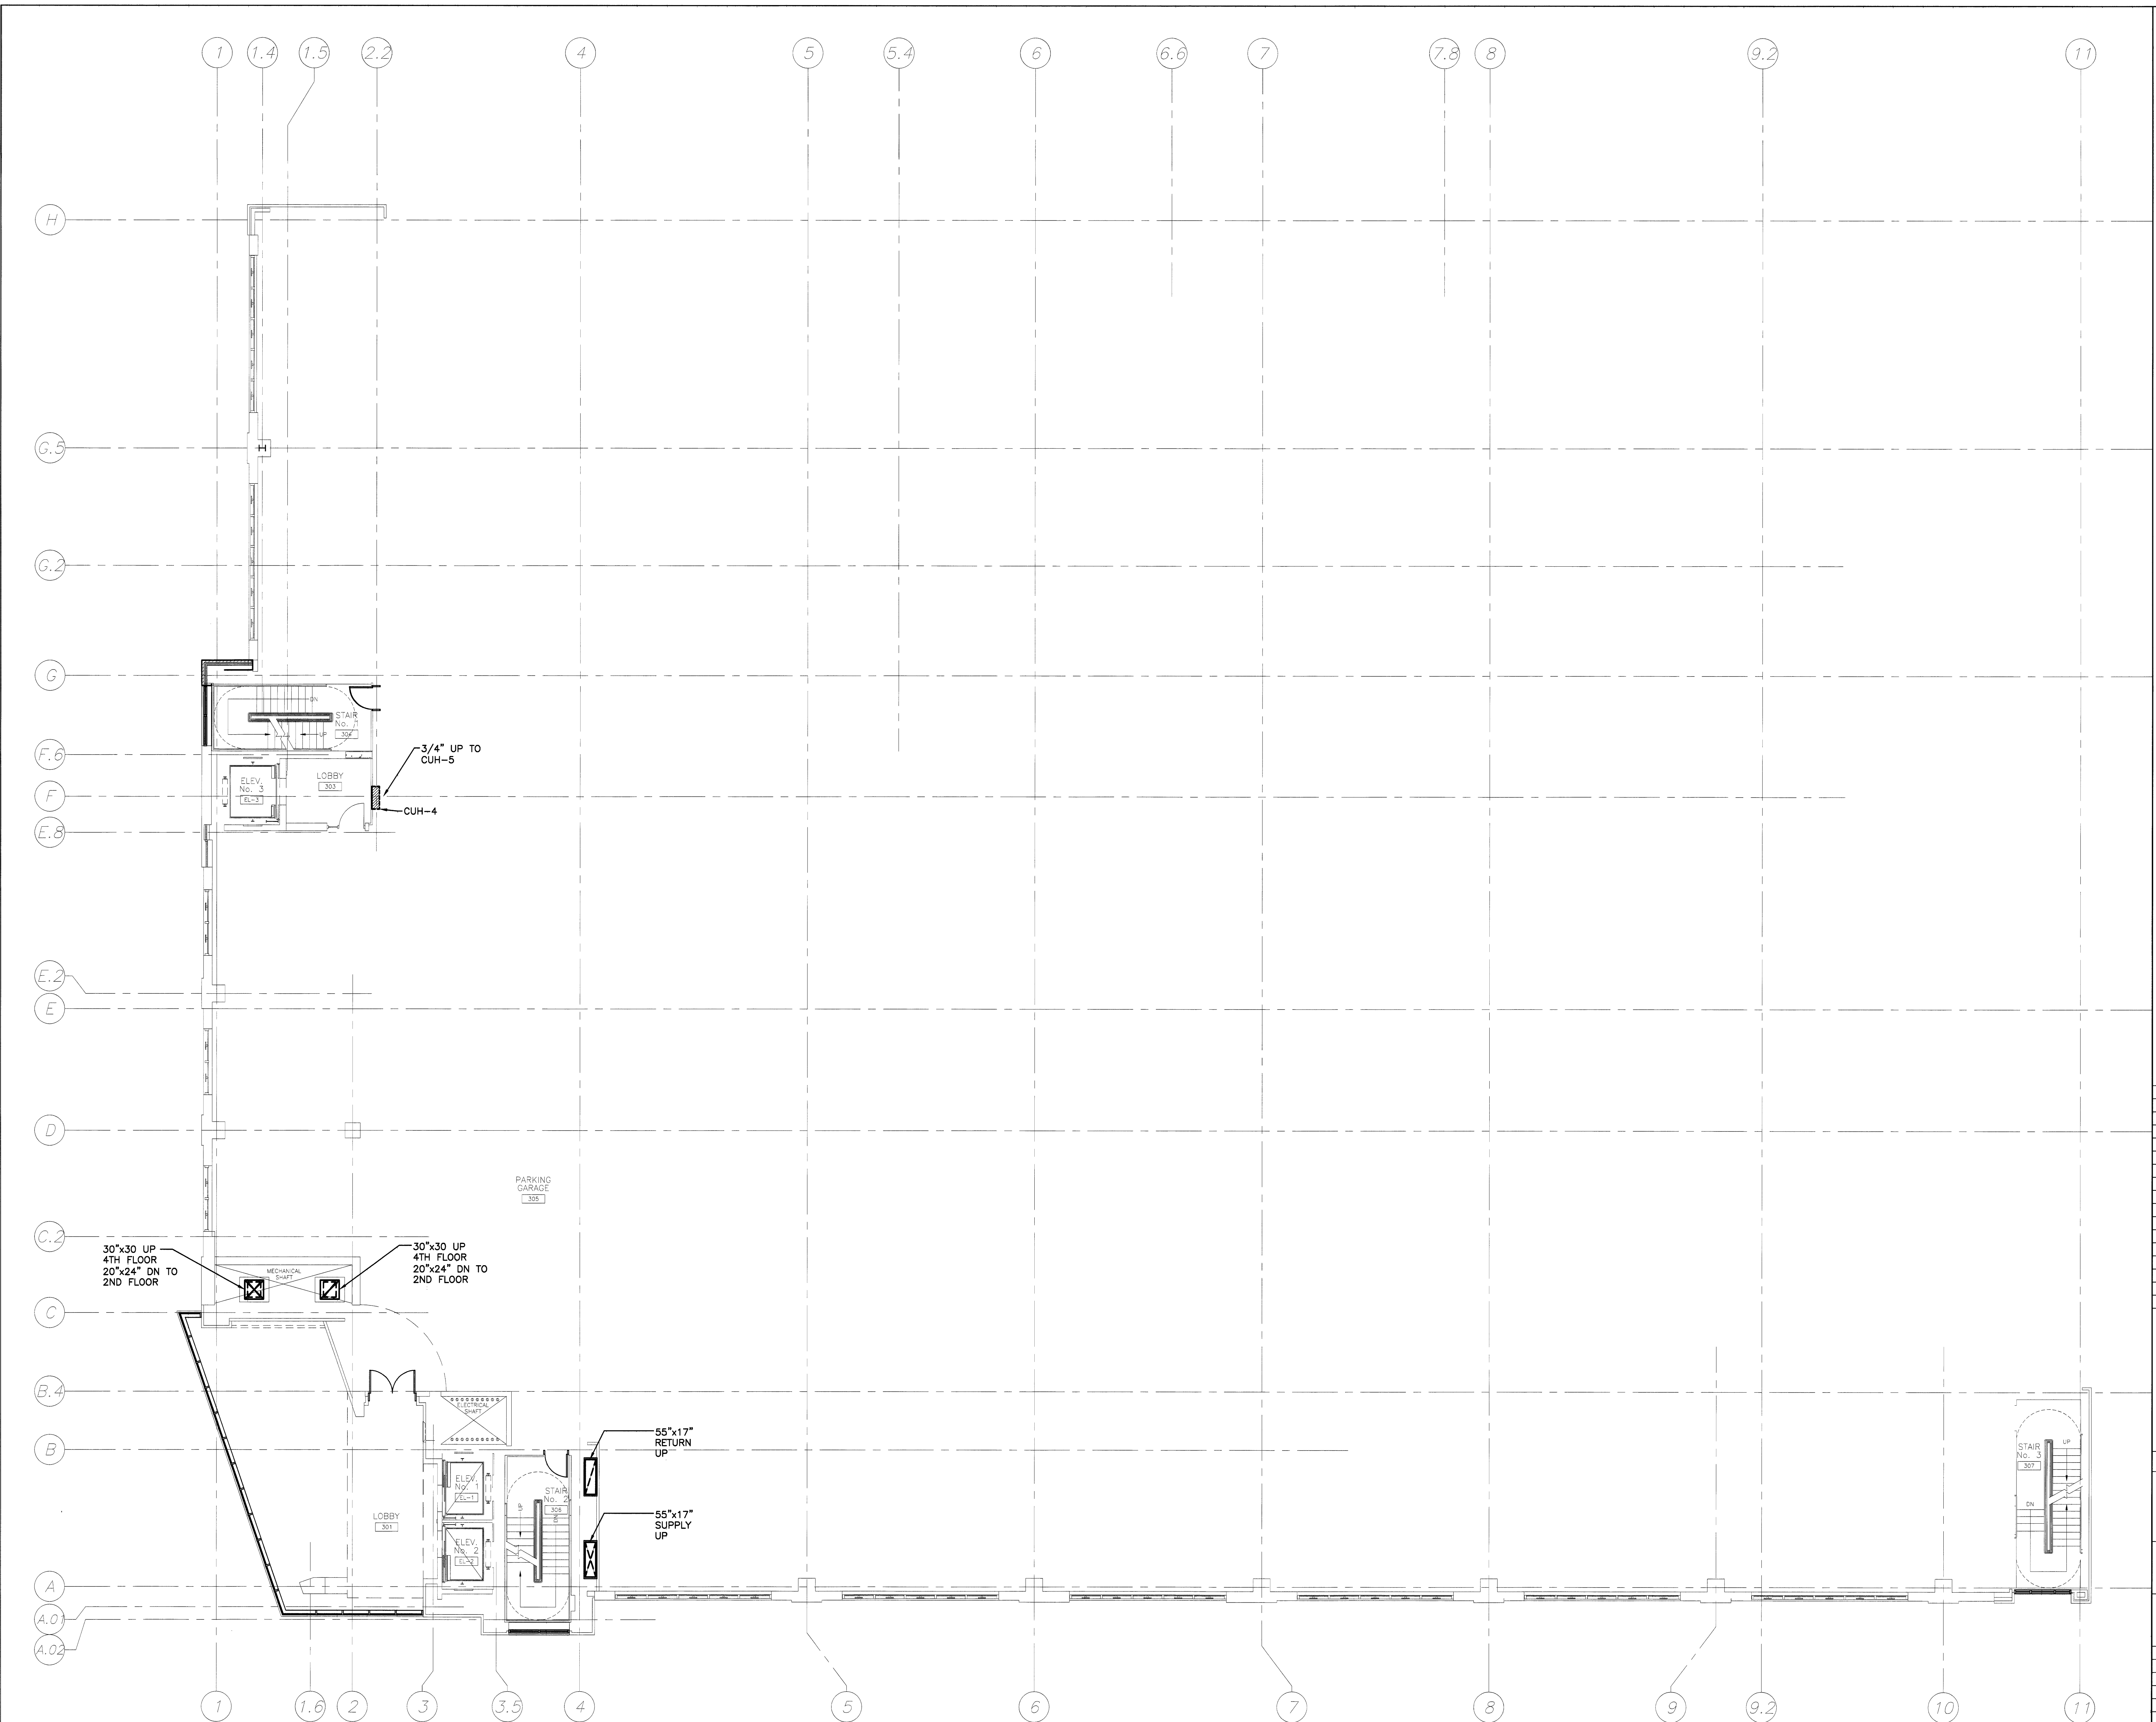 1
1.4
1.5
2.2
4
5
5.4
6
6.6
7
7.8
8
9.2
11
H
G.5
G.2
G
DN
STAIR
No. 1
304
UP
F.6
3/4" UP TO
CUH-5
ELEV.
No. 3
EL-3
LOBBY
303
F
CUH-4
E.8
E.2
E
D
PARKING
GARAGE
305
C.2
30"x30 UP
4TH FLOOR
20"x24" DN TO
2ND FLOOR
MECHANICAL
SHAFT
30"x30 UP
4TH FLOOR
20"x24" DN TO
2ND FLOOR
C
B.4
ELECTRICAL
SHAFT
B
55"x17"
RETURN
UP
ELEV.
No. 1
EL-1
STAIR
No. 2
306
UP
DN
LOBBY
301
55"x17"
SUPPLY
UP
ELEV.
No. 2
EL-2
STAIR
No. 3
307
UP
DN
A
A.01
A.02
1
1.6
2
3
3.5
4
5
6
7
8
9
9.2
10
11